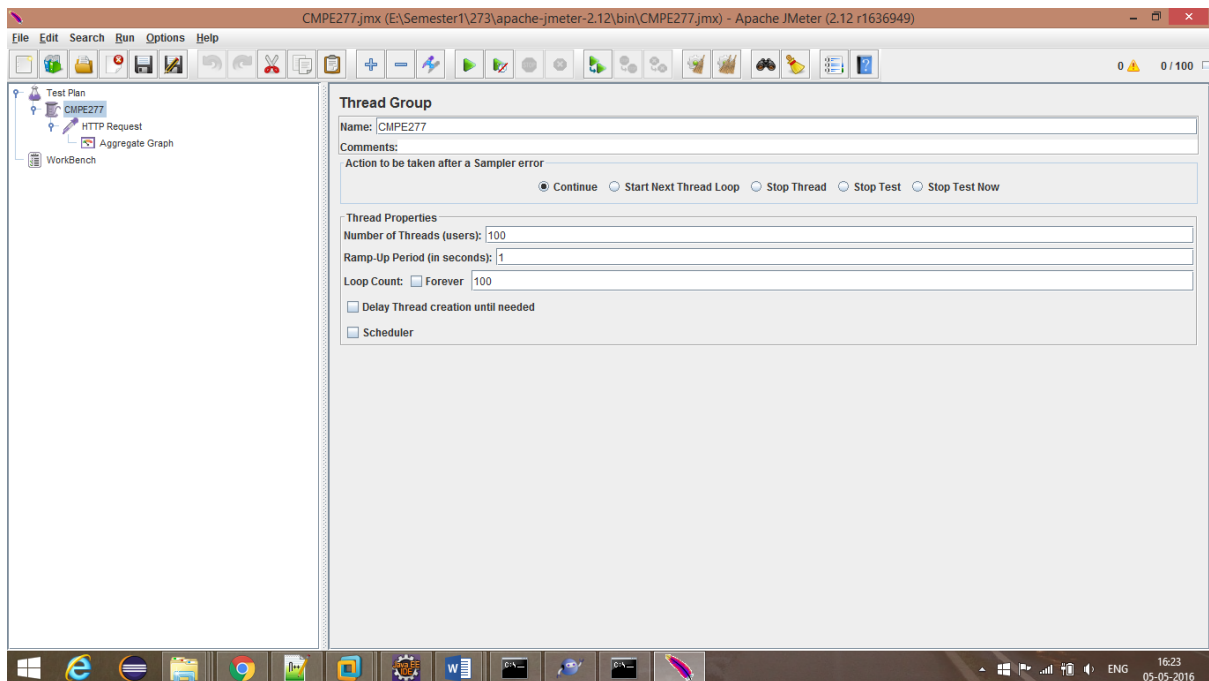 CMPE277.jmx (E:\Semester1\273\apache-jmeter-2.12\bin\CMPE277.jmx) - Apache JMeter (2.12 r1636949)
File Edit Search Run Options Help
0 0 / 100
Test Plan
CMPE277
HTTP Request
Aggregate Graph
WorkBench
Thread Group
Name: CMPE277
Comments:
Action to be taken after a Sampler error
Continue Start Next Thread Loop Stop Thread Stop Test Stop Test Now
Thread Properties
Number of Threads (users): 100
Ramp-Up Period (in seconds): 1
Loop Count: Forever 100
Delay Thread creation until needed
Scheduler
ENG 16:23
05-05-2016